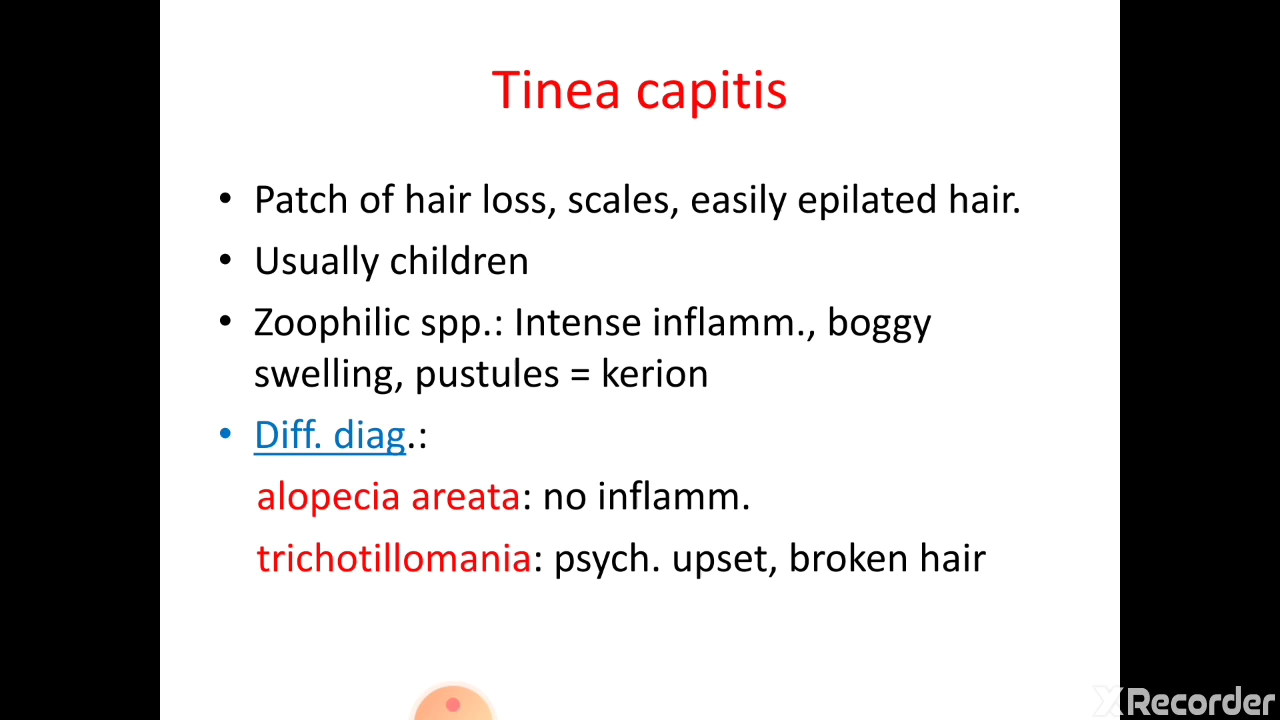 Tinea capitis
• Patch of hair loss, scales, easily epilated hair.
• Usually children
• Zoophilic spp.: Intense inflamm., boggy
swelling, pustules = kerion
• Diff. diag.:
alopecia areata: no inflamm.
trichotillomania: psych. upset, broken hair
XRecorder